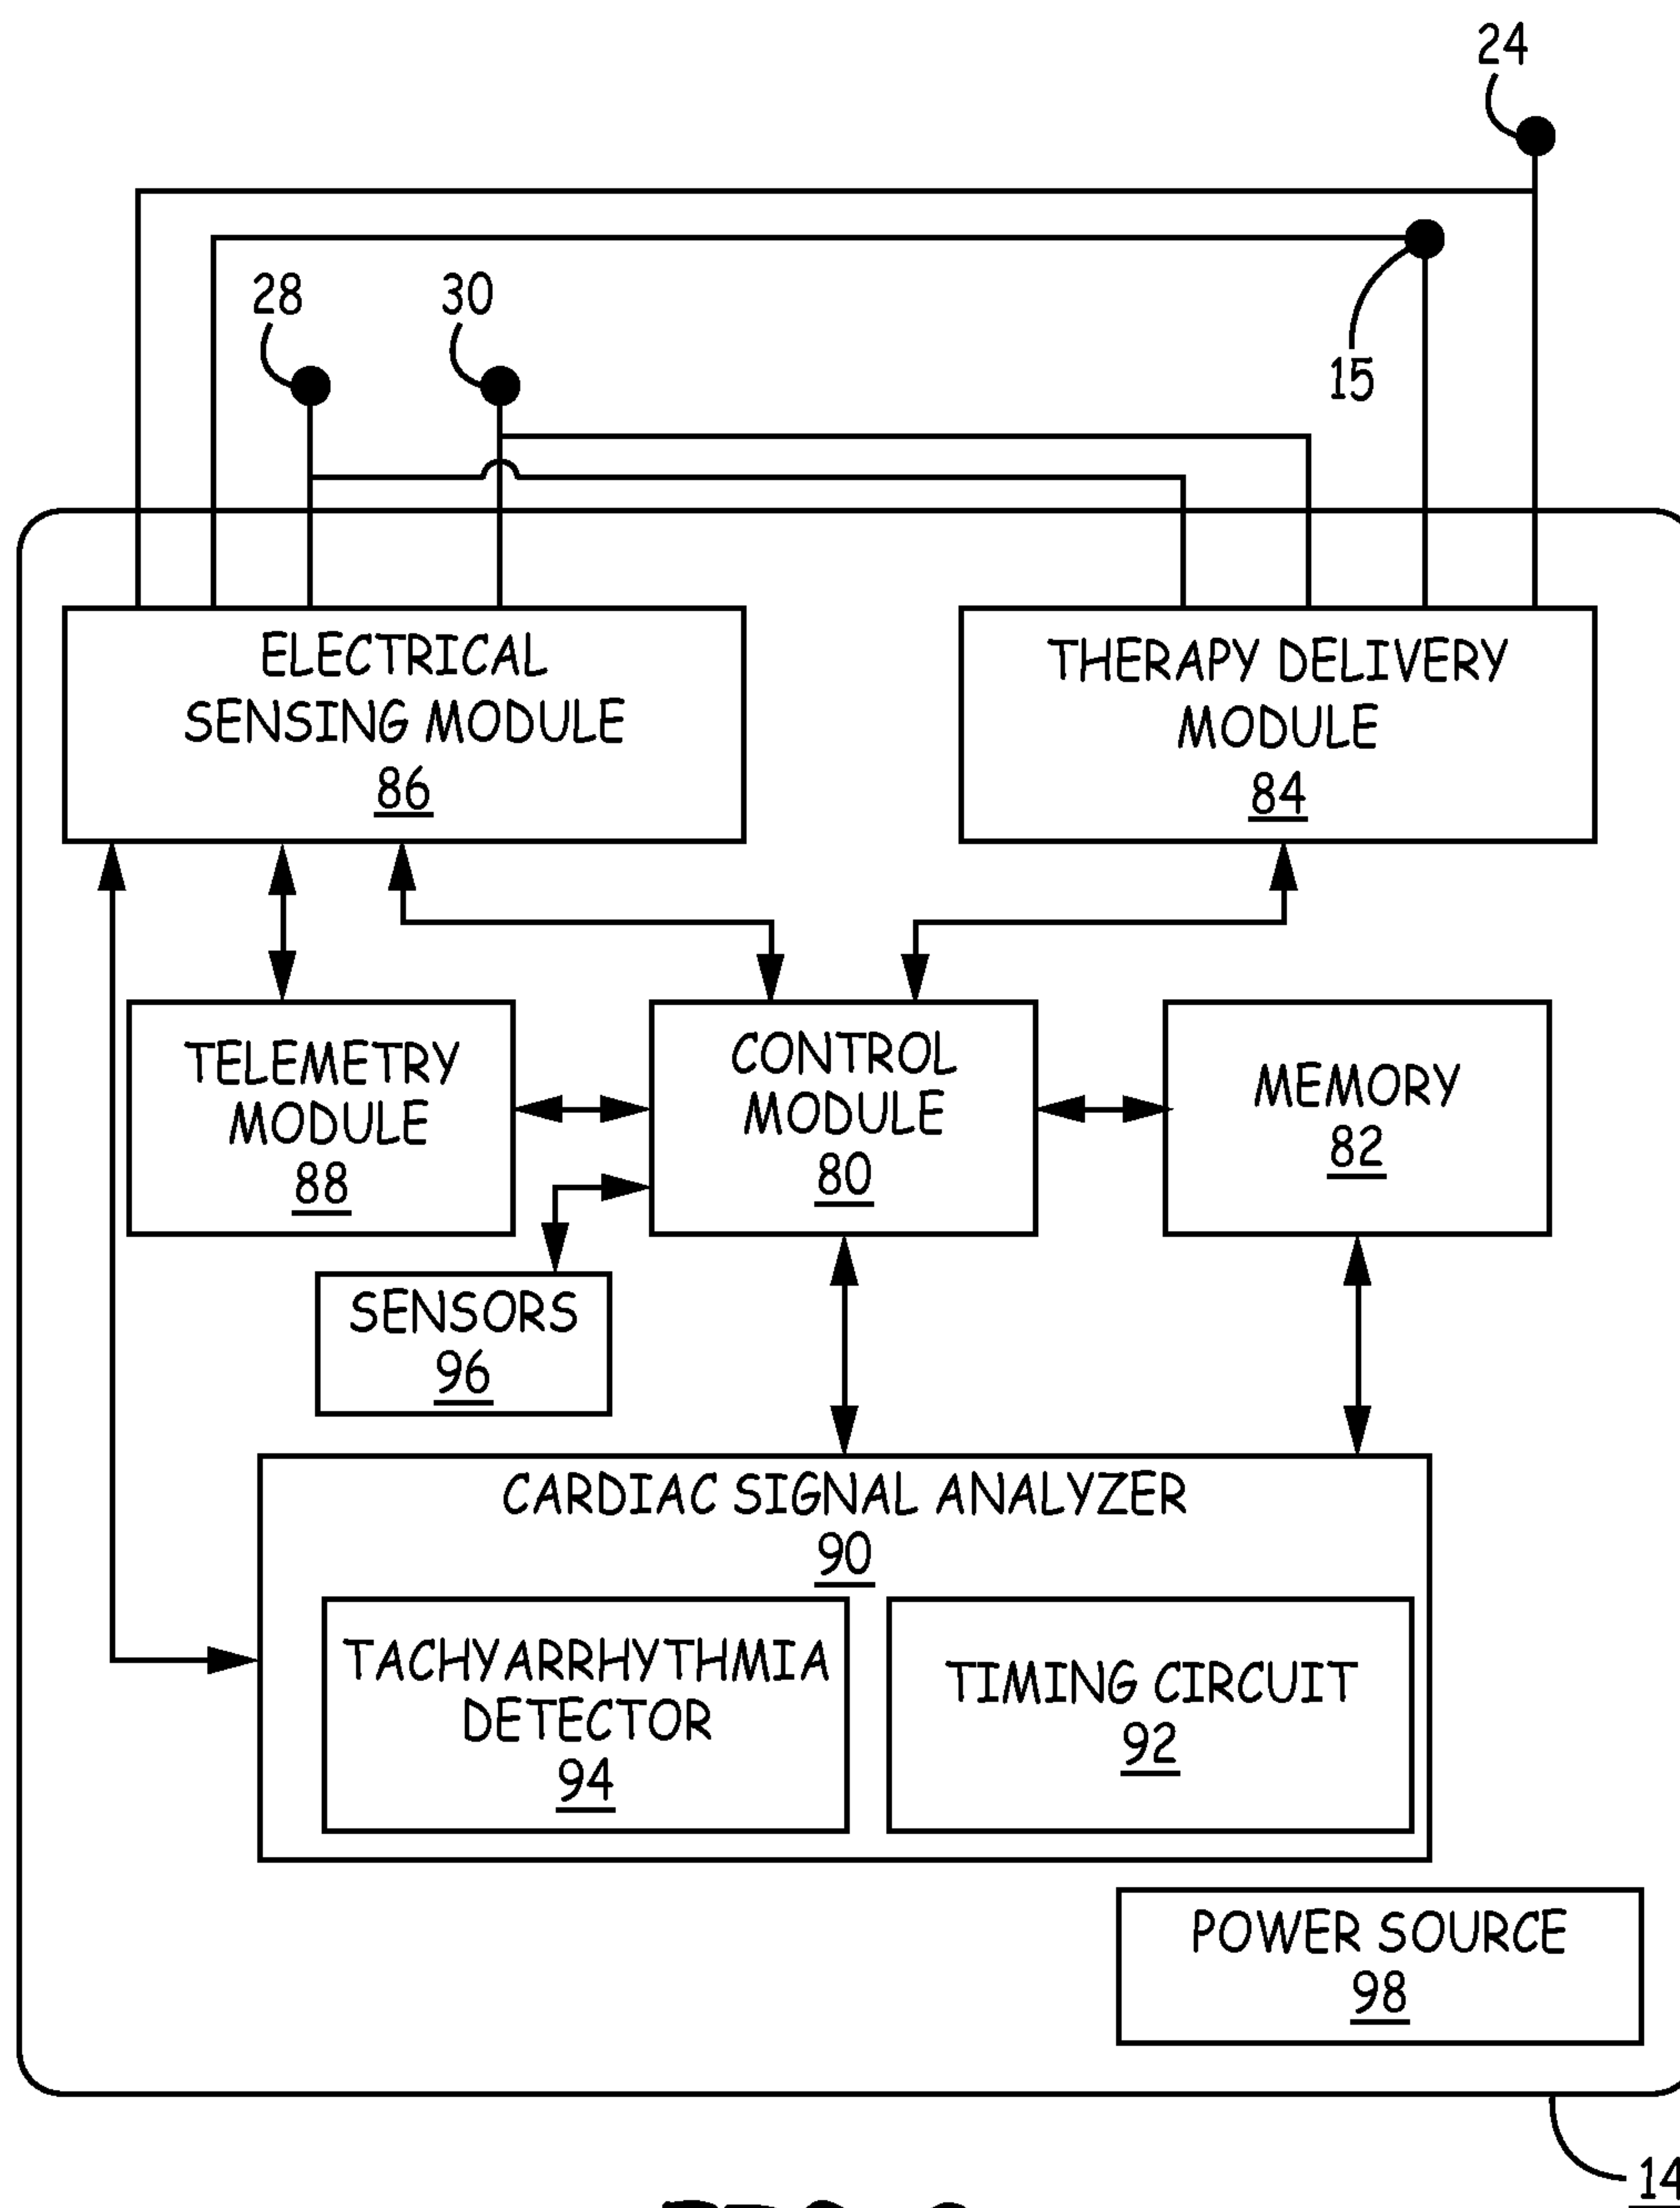 24
28
30
15
ELECTRICAL
SENSING MODULE
86
THERAPY DELIVERY
MODULE
84
TELEMETRY
MODULE
88
CONTROL
MODULE
80
MEMORY
82
SENSORS
96
CARDIAC SIGNAL ANALYZER
90
TACHYARRHYTHMIA
DETECTOR
94
TIMING CIRCUIT
92
POWER SOURCE
98
14